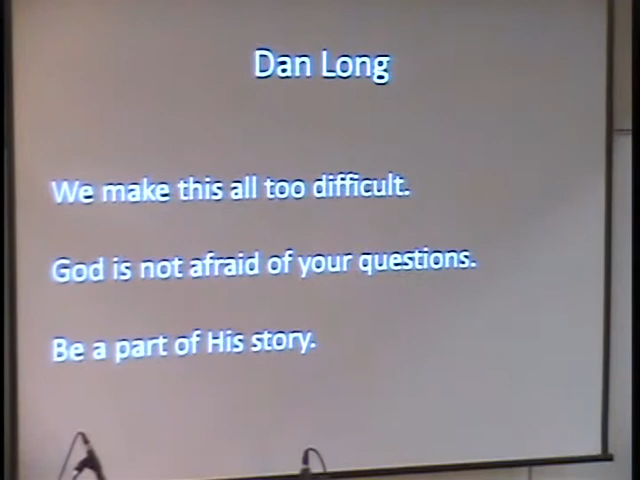 Dan Long
We make this all too difficult.
God is not afraid of your questions.
Be a part of His story.